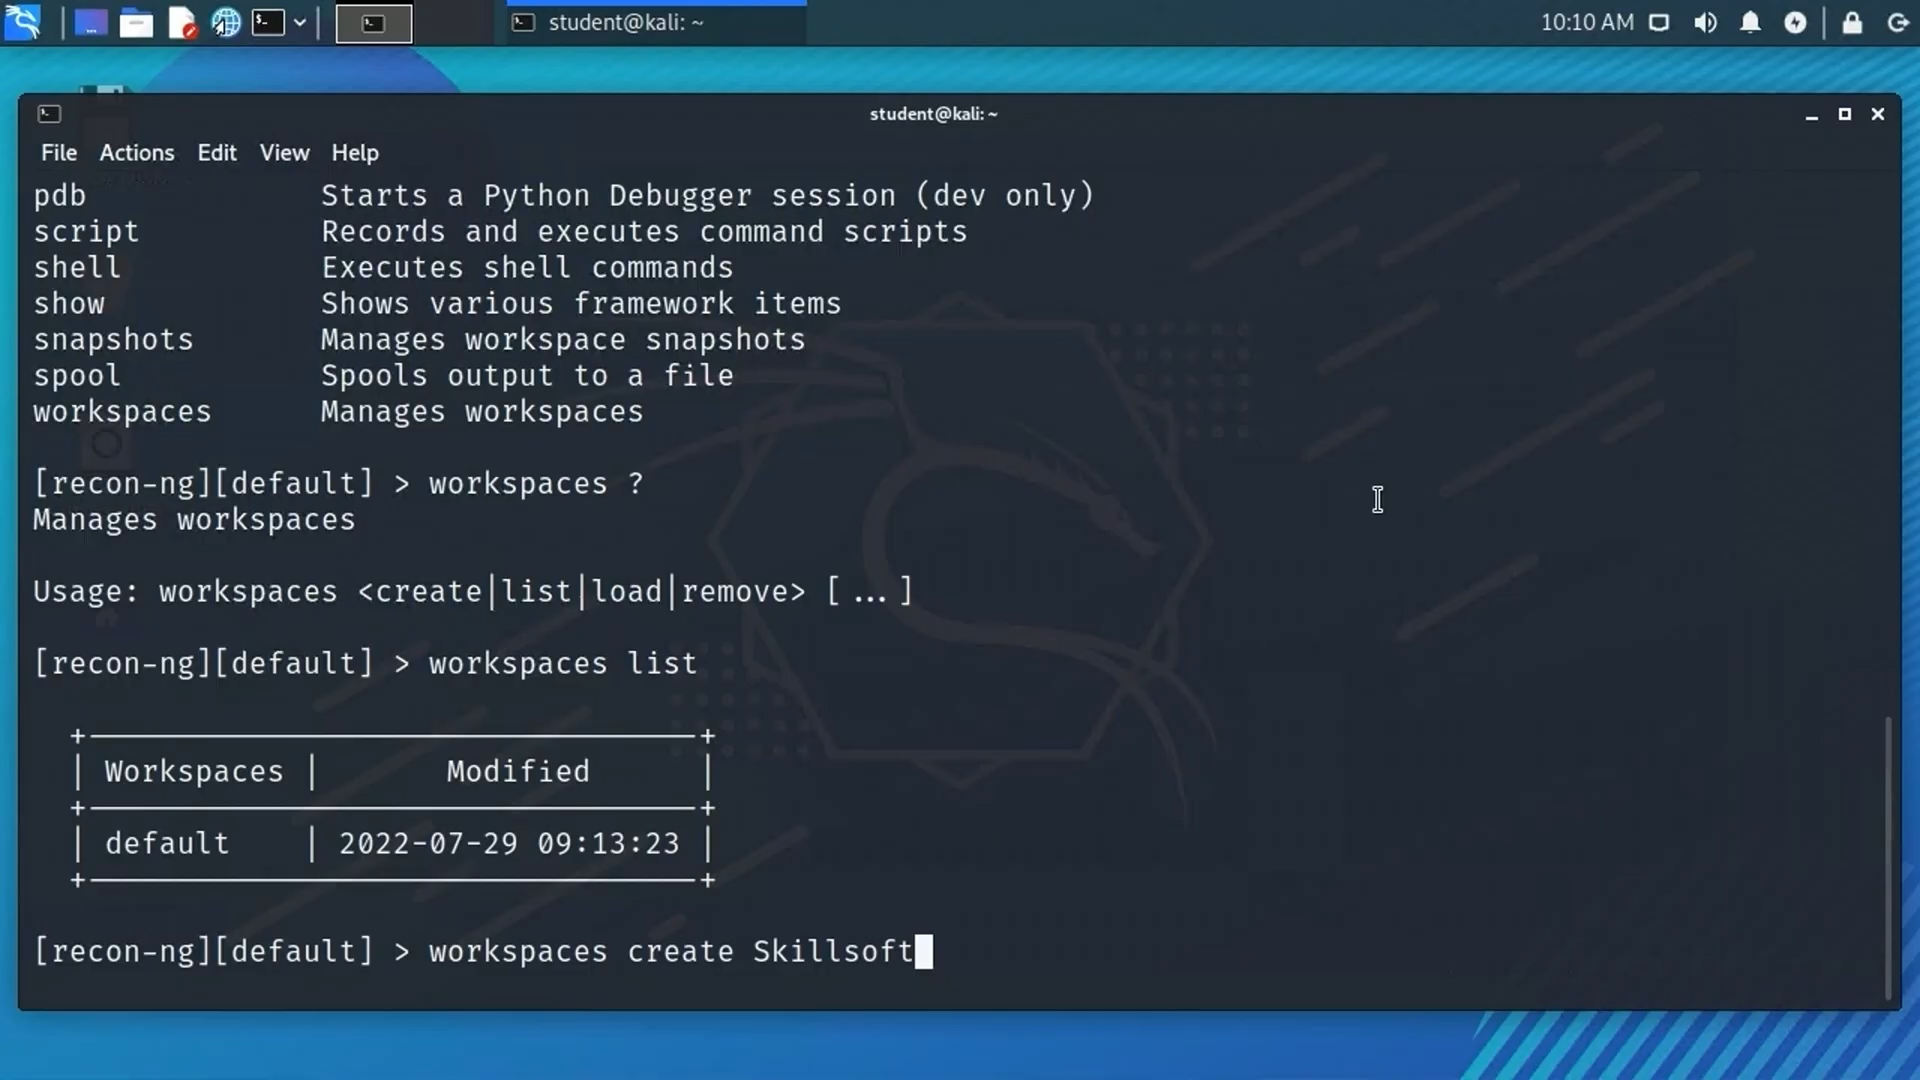 student@kali: ~
10:10 AM
student@kali: ~
File Actions Edit View Help
pdb Starts a Python Debugger session (dev only)
script Records and executes command scripts
shell Executes shell commands
show Shows various framework items
snapshots Manages workspace snapshots
spool Spools output to a file
workspaces Manages workspaces
[recon-ng][default] > workspaces ?
Manages workspaces
Usage: workspaces <create|list|load|remove> [ ... ]
[recon-ng][default] > workspaces list
+----------------------------------+
| Workspaces | Modified |
+----------------------------------+
| default | 2022-07-29 09:13:23 |
+----------------------------------+
[recon-ng][default] > workspaces create Skillsoft